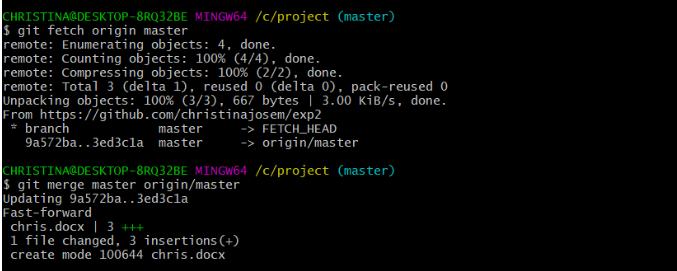 CHRISTINA@DESKTOP-8RQ32BE MINGW64 /c/project (master)
$ git fetch origin master
remote: Enumerating objects: 4, done.
remote: Counting objects: 100% (4/4), done.
remote: Compressing objects: 100% (2/2), done.
remote: Total 3 (delta 1), reused 0 (delta 0), pack-reused 0
Unpacking objects: 100% (3/3), 667 bytes | 3.00 KiB/s, done.
From https://github.com/christinajosem/exp2
 * branch            master     -> FETCH_HEAD
   9a572ba..3ed3c1a  master     -> origin/master

CHRISTINA@DESKTOP-8RQ32BE MINGW64 /c/project (master)
$ git merge master origin/master
Updating 9a572ba..3ed3c1a
Fast-forward
 chris.docx | 3 +++
 1 file changed, 3 insertions(+)
 create mode 100644 chris.docx